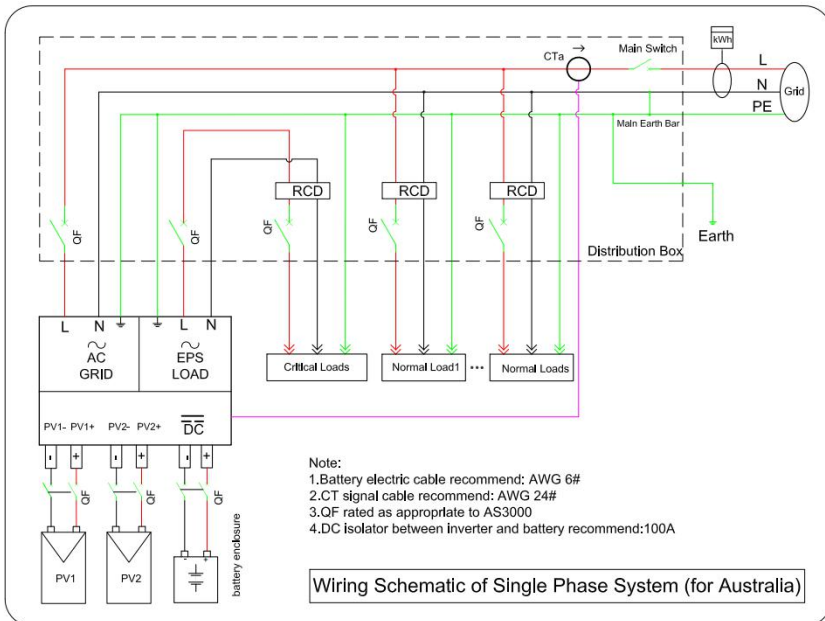 kWh
CTa
→
Main Switch
L
N
Grid
PE
Main Earth Bar
RCD
RCD
RCD
QF
QF
QF
QF
QF
Earth
Distribution Box
L
N
L
N
AC
GRID
EPS
LOAD
Critical Loads
Normal Load1
...
Normal Loads
PV1-
PV1+
PV2-
PV2+
DC
-
+
-
+
-
+
QF
QF
QF
PV1
PV2
-
+
battery enclosure
Note:
1.Battery electric cable recommend: AWG 6#
2.CT signal cable recommend: AWG 24#
3.QF rated as appropriate to AS3000
4.DC isolator between inverter and battery recommend:100A
Wiring Schematic of Single Phase System (for Australia)